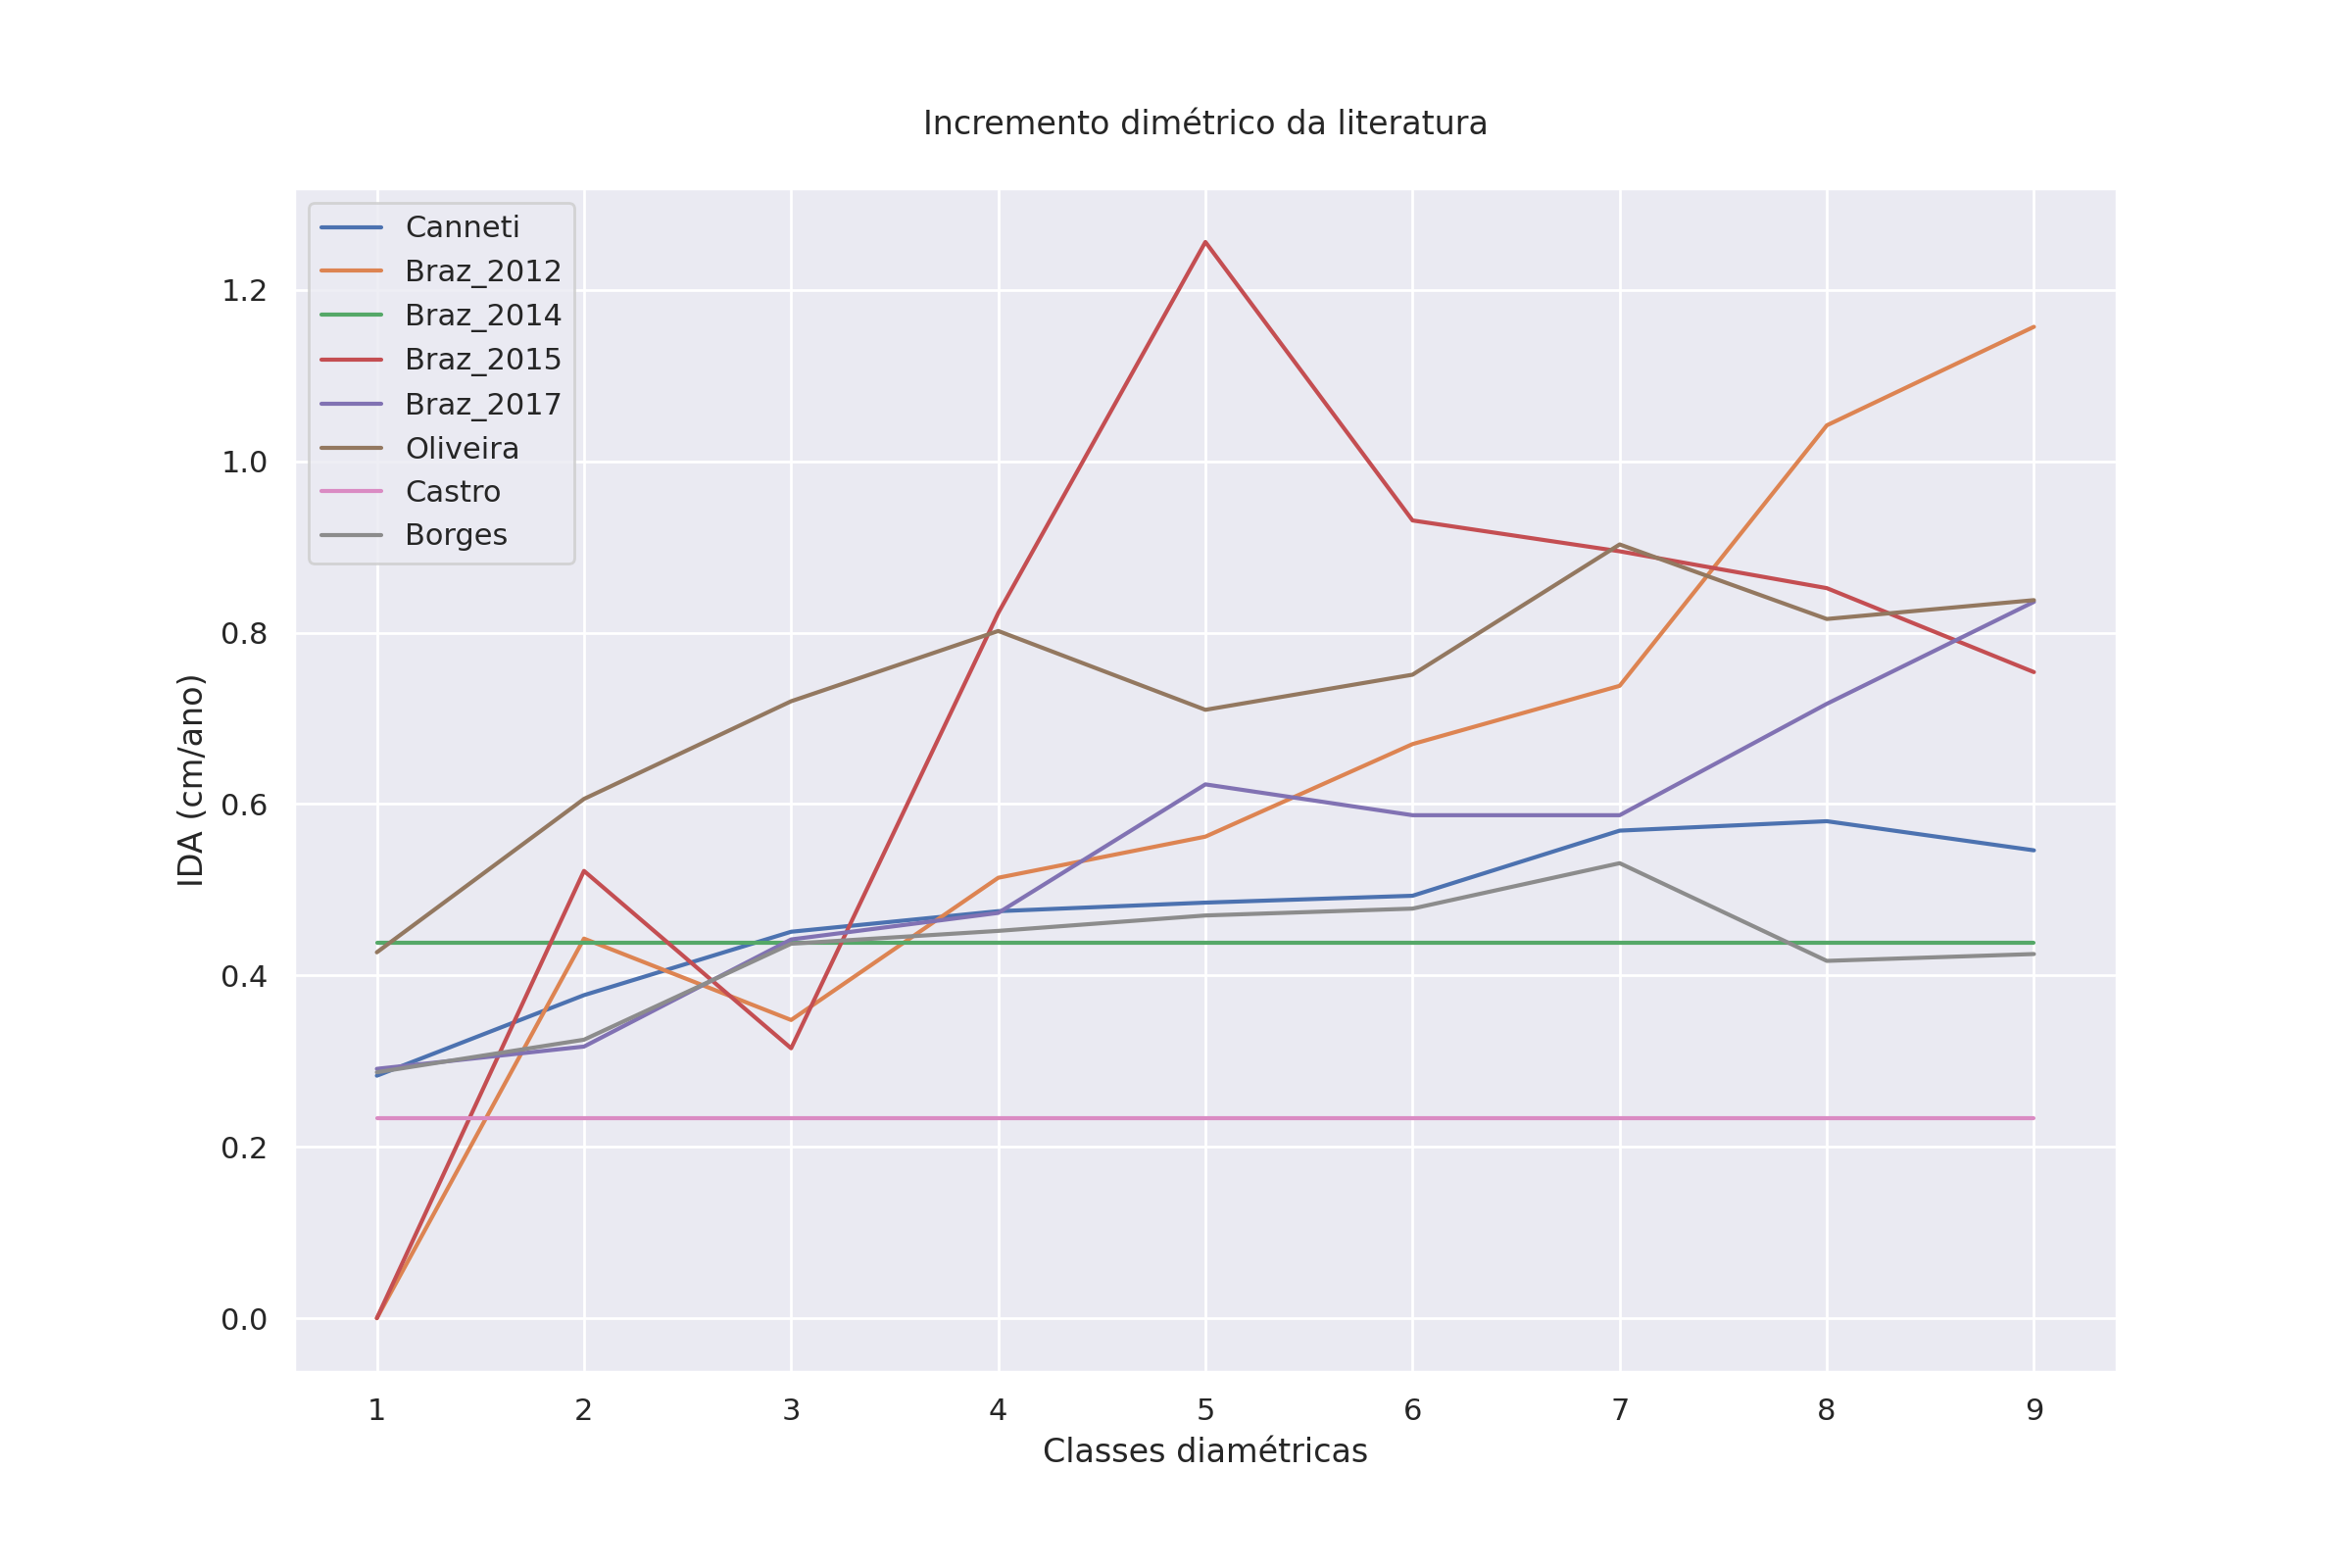 Incremento dimétrico da literatura
Canneti
Braz_2012
Braz_2014
Braz_2015
Braz_2017
Oliveira
Castro
Borges
IDA (cm/ano)
1.2
1.0
0.8
0.6
0.4
0.2
0.0
1 2 3 4 5 6 7 8 9
Classes diamétricas